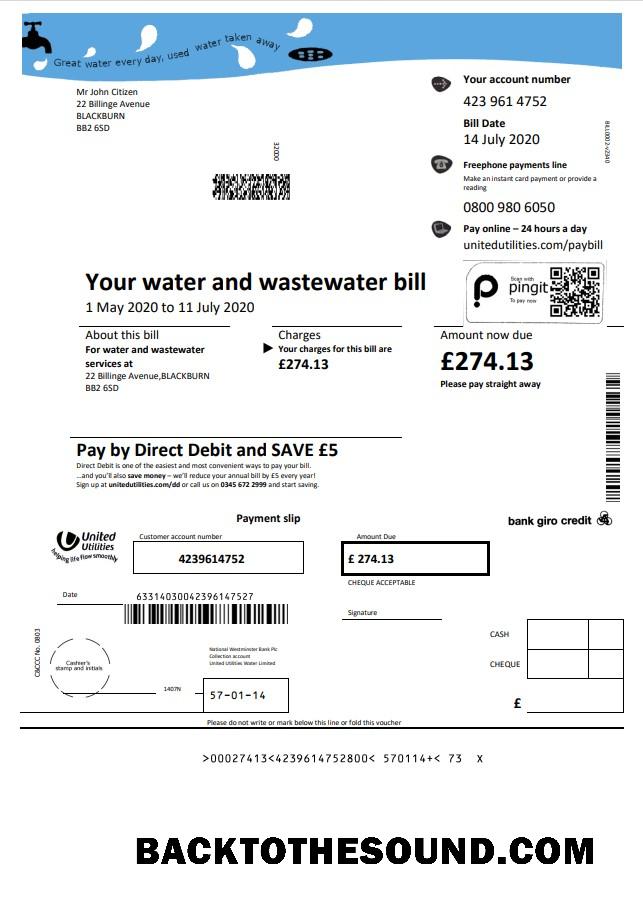 Great water every day, used water taken away
Mr John Citizen
22 Billinge Avenue
BLACKBURN
BB2 6SD
32000
Your account number
423 961 4752
Bill Date
14 July 2020
Freephone payments line
Make an instant card payment or provide a
reading
0800 980 6050
Pay online – 24 hours a day
unitedutilities.com/paybill
Your water and wastewater bill
1 May 2020 to 11 July 2020
Scan with
pingit
To pay now
About this bill
For water and wastewater
services at
22 Billinge Avenue,BLACKBURN
BB2 6SD
Charges
Your charges for this bill are
£274.13
Amount now due
£274.13
Please pay straight away
Pay by Direct Debit and SAVE £5
Direct Debit is one of the easiest and most convenient ways to pay your bill.
…and you'll also save money – we'll reduce your annual bill by £5 every year!
Sign up at unitedutilities.com/dd or call us on 0345 672 2999 and start saving.
Payment slip
bank giro credit
United
Utilities
helping life flow smoothly
Customer account number
4239614752
Amount Due
£ 274.13
CHEQUE ACCEPTABLE
Date
63314030042396147527
Signature
CASH
CHEQUE
£
C&CCC No. 0803
Cashier's
stamp and initials
National Westminster Bank Plc
Collection account
United Utilities Water Limited
1407N
57-01-14
Please do not write or mark below this line or fold this voucher
>00027413<4239614752800< 570114+< 73 X
BACKTOTHESOUND.COM